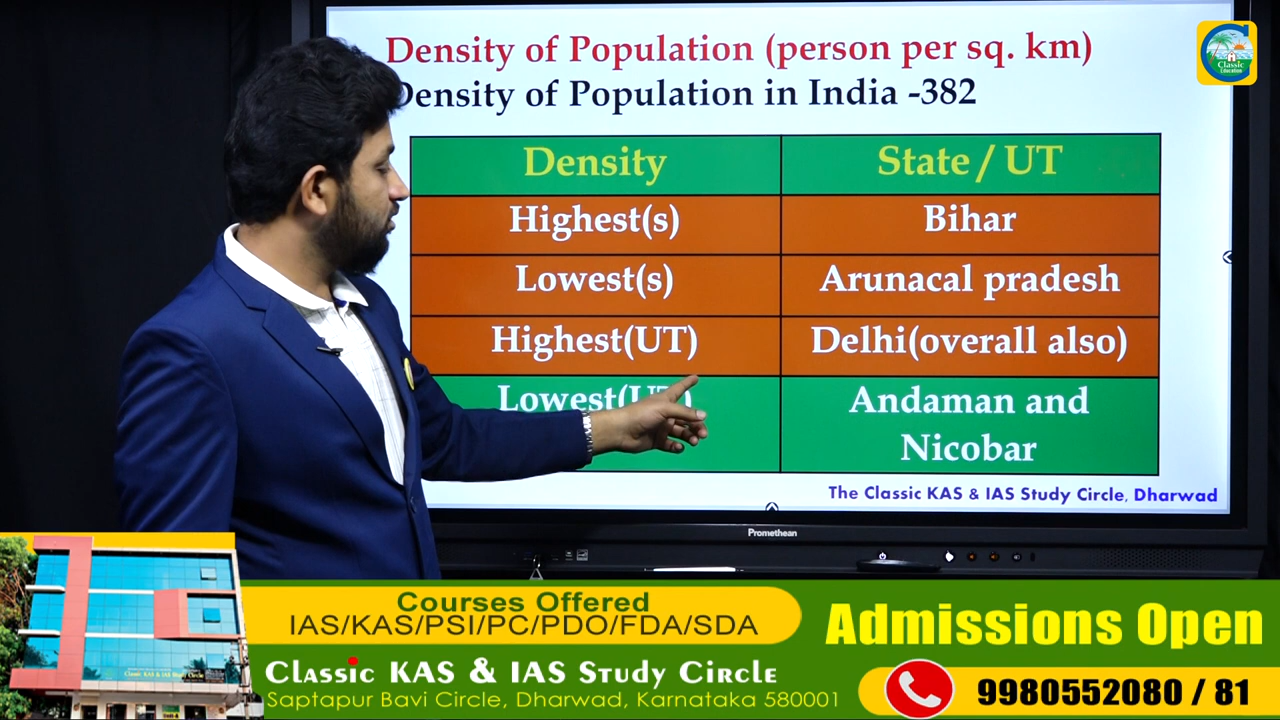 Density of Population (person per sq. km)
Density of Population in India -382
Classic
Education
Density
State / UT
Highest(s)
Bihar
Lowest(s)
Arunacal pradesh
Highest(UT)
Delhi(overall also)
Lowest(UT)
Andaman and
Nicobar
The Classic KAS & IAS Study Circle, Dharwad
Promethean
Courses Offered
IAS/KAS/PSI/PC/PDO/FDA/SDA
Classic KAS & IAS Study Circle
Saptapur Bavi Circle, Dharwad, Karnataka 580001
Admissions Open
9980552080 / 81